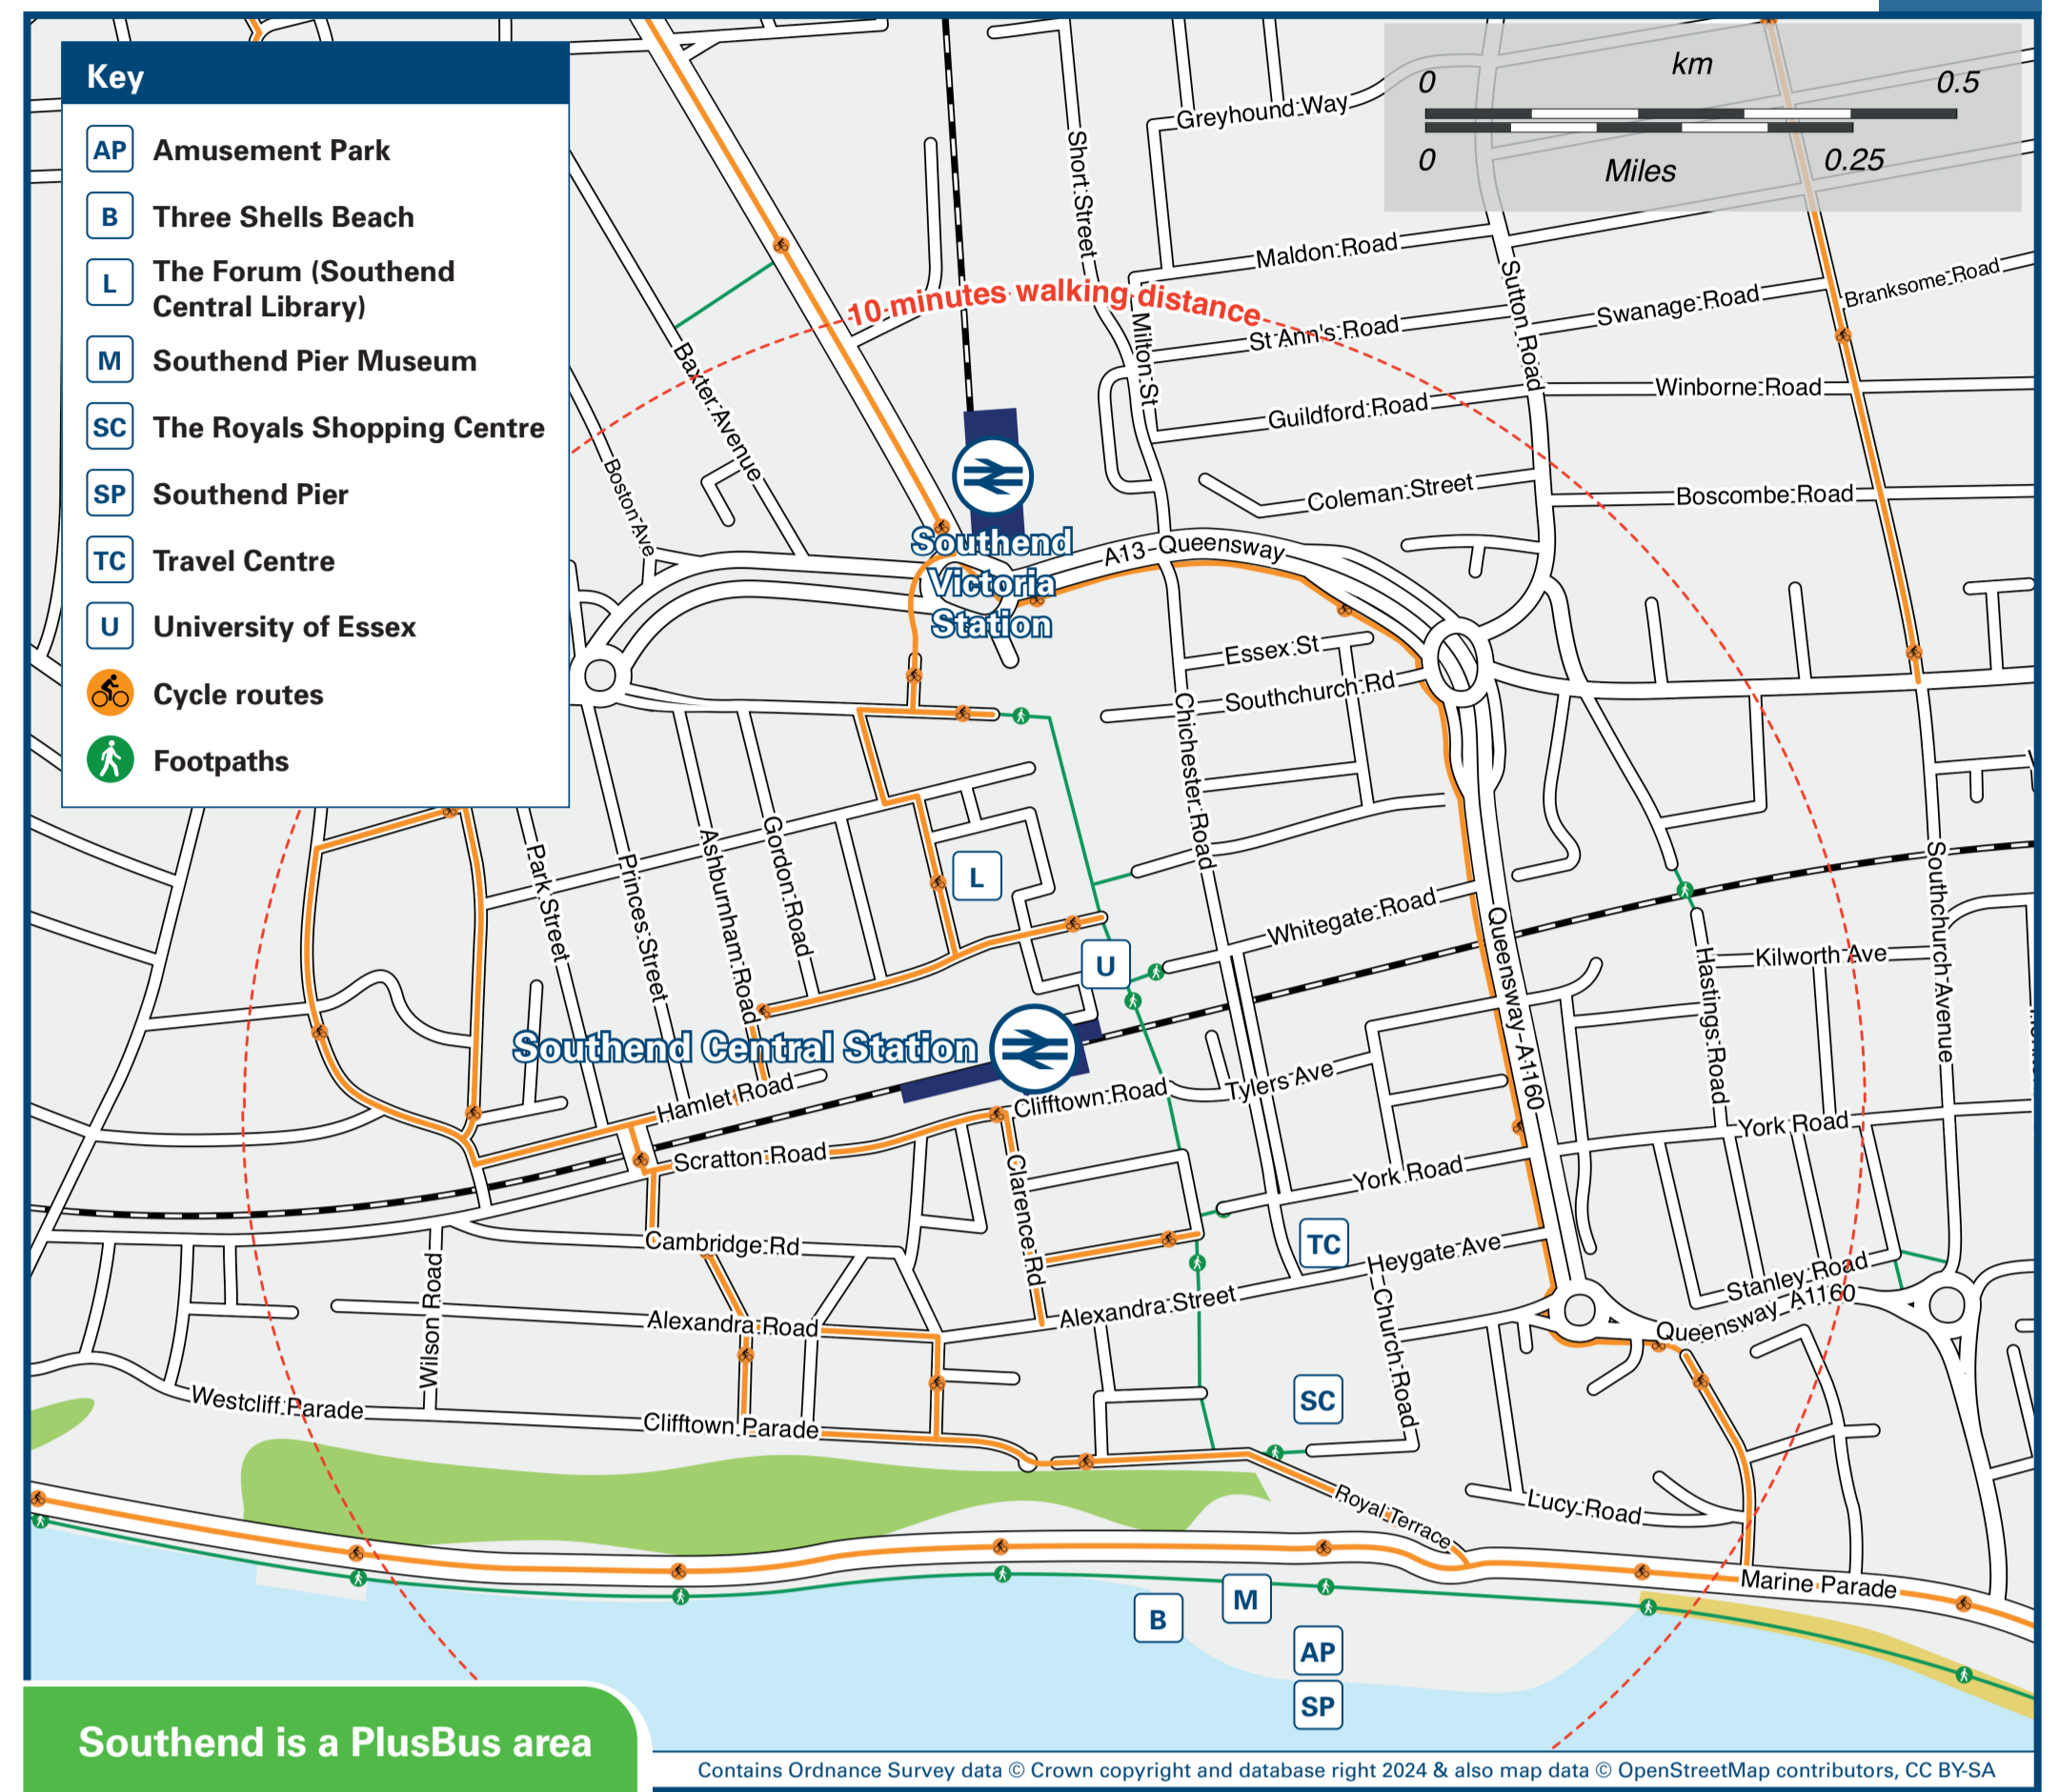 Key
AP Amusement Park
B Three Shells Beach
L The Forum (Southend
Central Library)
M Southend Pier Museum
SC The Royals Shopping Centre
SP Southend Pier
TC Travel Centre
U University of Essex
Cycle routes
Footpaths
km
0 0.5
0 0.25
Miles
Greyhound Way
Short Street
Maldon Road
Sutton Road
Swanage Road
Branksome Road
10 minutes walking distance
Milton St
St Ann's Road
Baxter Avenue
Winborne Road
Guildford Road
Boston Ave
Coleman Street
Boscombe Road
Southend
Victoria
Station
A13 Queensway
Essex St
Southchurch Rd
Chichester Road
Park Street
Princes Street
Ashburnham Road
Gordon Road
L
Whitegate Road
Queensway A1160
Southchurch Avenue
Kilworth Ave
Hastings Road
U
Southend Central Station
Hamlet Road
Clifftown Road
Tylers Ave
York Road
Scratton Road
Clarence Rd
York Road
Cambridge Rd
TC
Heygate Ave
Wilson Road
Alexandra Road
Alexandra Street
Church Road
Stanley Road
Queensway A1160
Westcliff Parade
Clifftown Parade
SC
Royal Terrace
Lucy Road
Marine Parade
B
M
AP
SP
Southend is a PlusBus area
Contains Ordnance Survey data © Crown copyright and database right 2024 & also map data © OpenStreetMap contributors, CC BY-SA